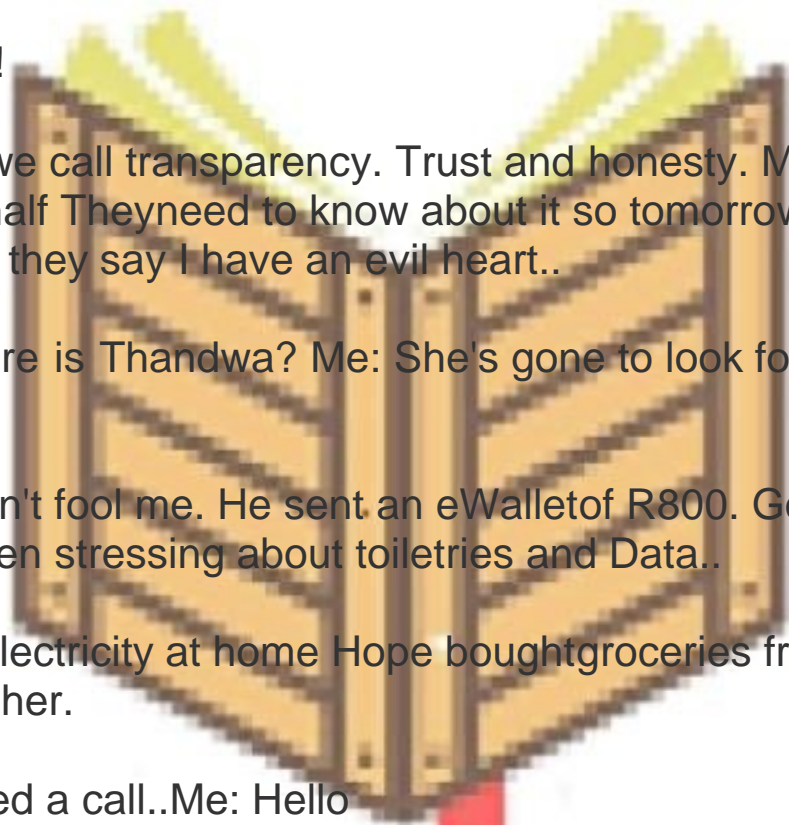 !
we call transparency. Trust and honesty. M
half Theyneed to know about it so tomorrow
they say I have an evil heart..
re is Thandwa? Me: She's gone to look fo
n't fool me. He sent an eWalletof R800. G
en stressing about toiletries and Data..
lectricity at home Hope boughtgroceries fr
her.
ed a call..Me: Hello